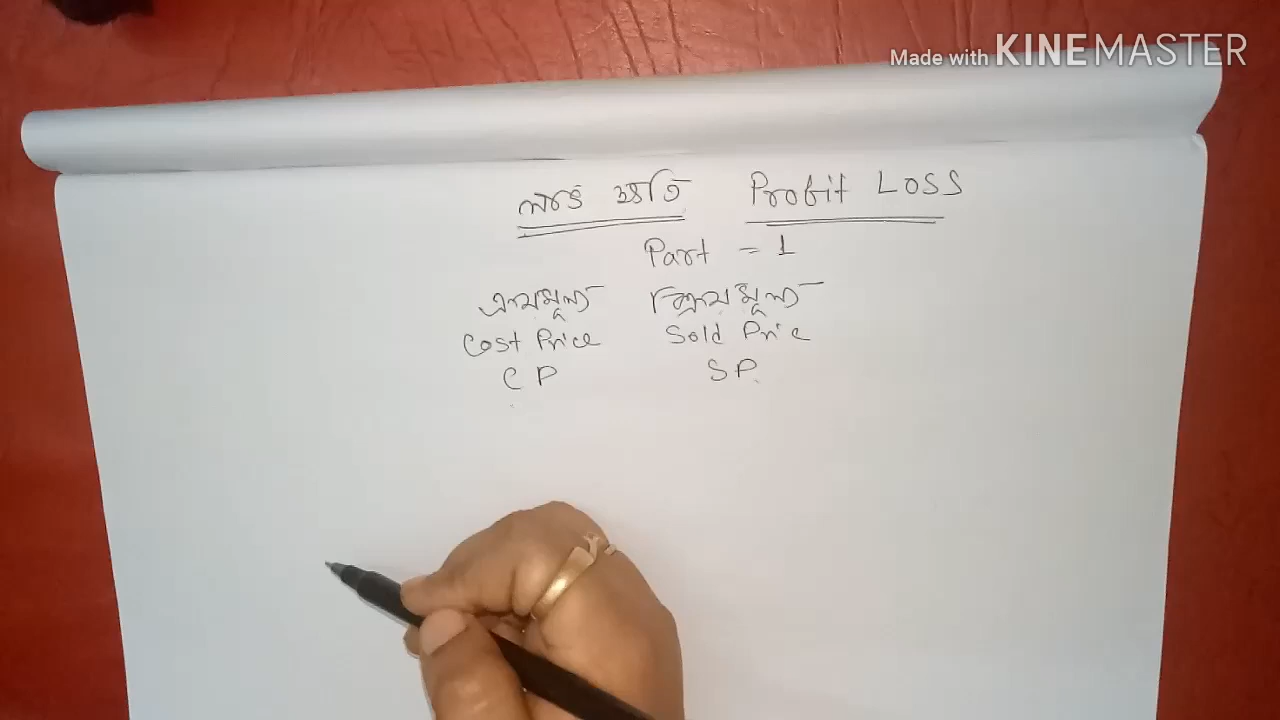 Made with KINEMASTER
লাভ ক্ষতি Profit Loss
Part = 1
ক্রয়মূল্য বিক্রয়মূল্য
Cost Price Sold Price
CP SP.